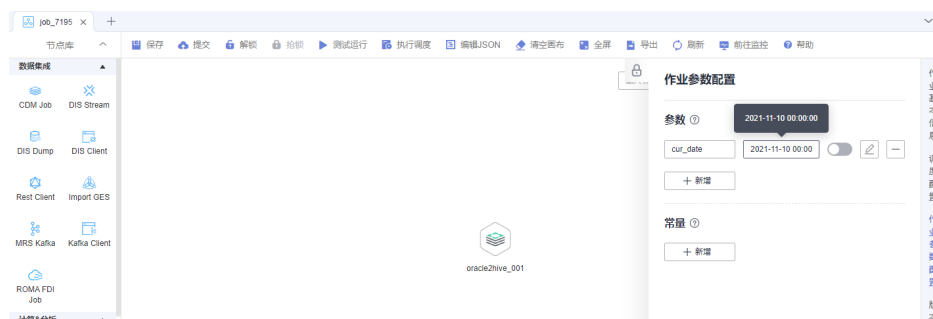 job_7195 × +
节点库
保存 提交 解锁 抢锁 测试运行 执行调度 编辑JSON 清空画布 全屏 导出 刷新 前往监控 帮助
数据集成
CDM Job DIS Stream
DIS Dump DIS Client
Rest Client Import GES
MRS Kafka Kafka Client
ROMA FDI
Job
oracle2hive_001
作业参数配置
参数
2021-11-10 00:00:00
cur_date 2021-11-10 00:00
+ 新增
常量
+ 新增